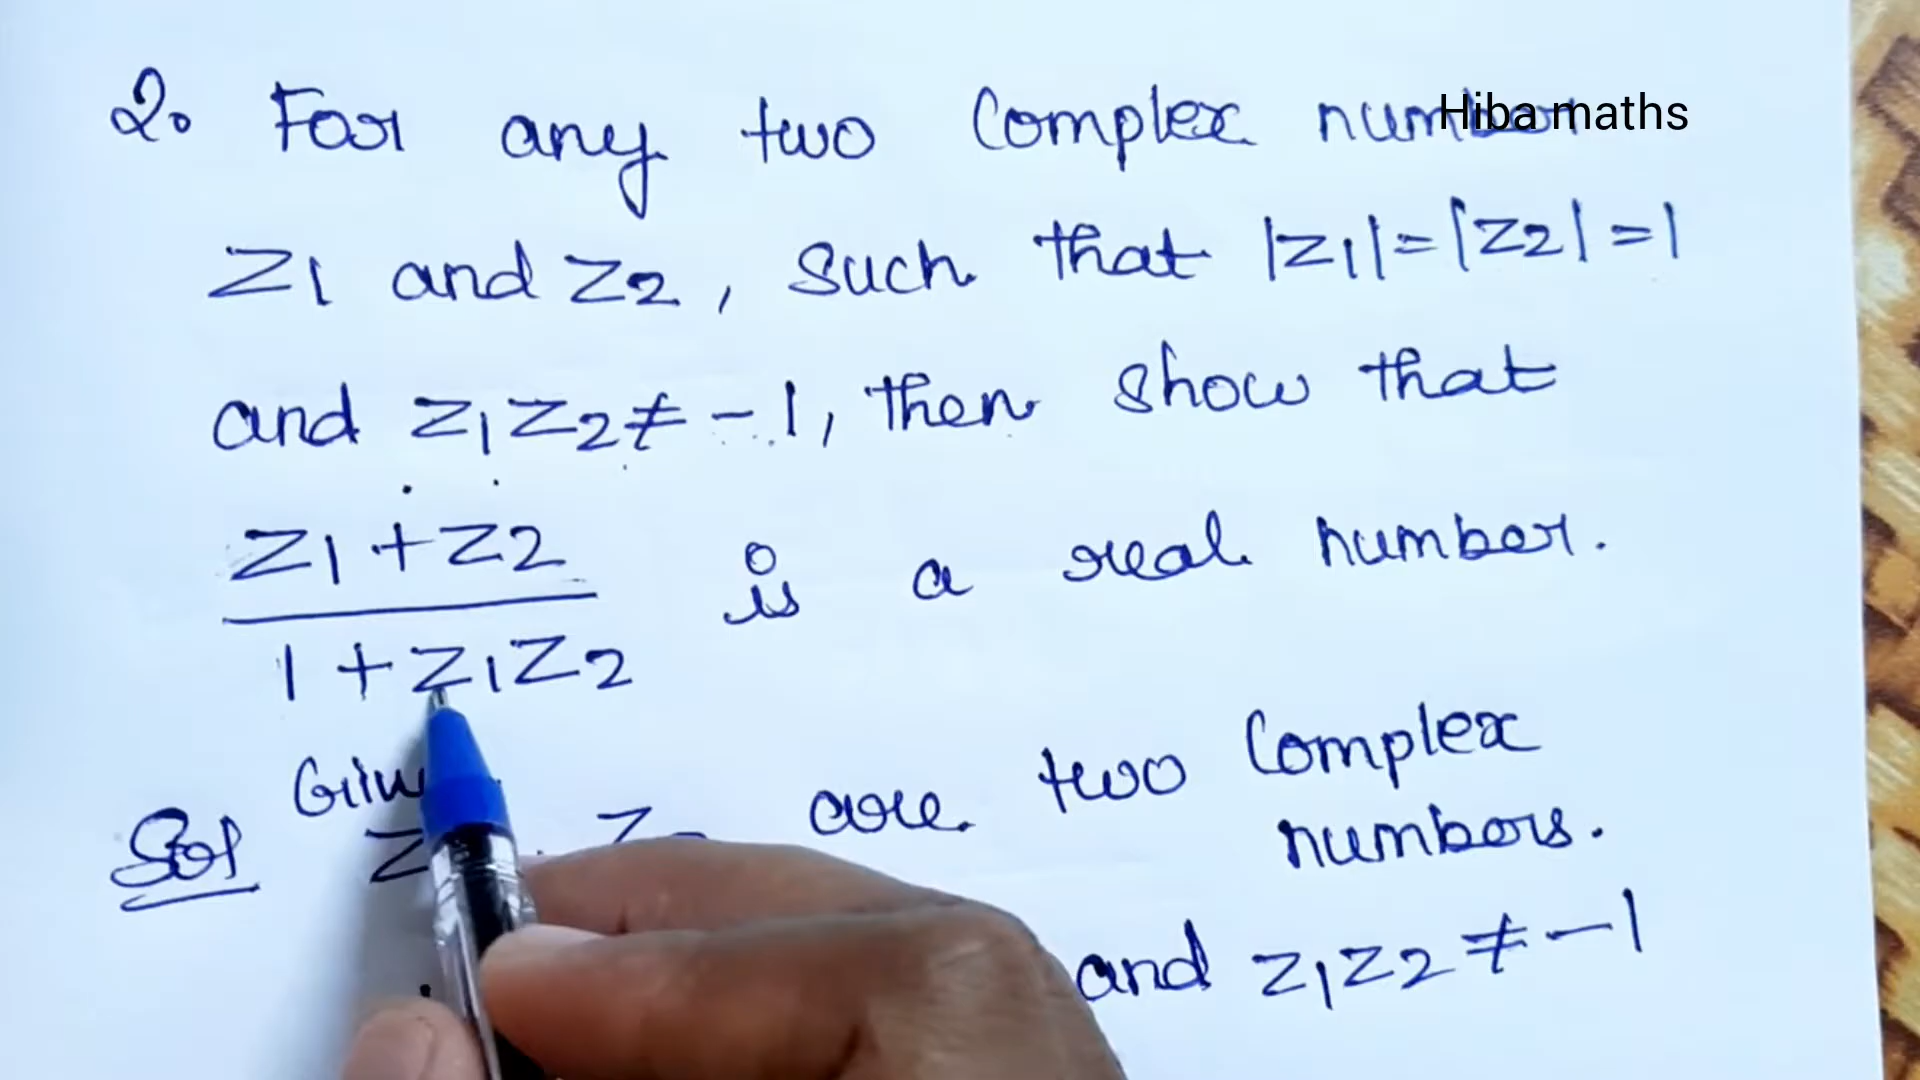 2. For any two Complex number
Hiba maths
z1 and z2, such that |z1|=|z2|=1
and z1z2≠-1, then show that
z1+z2
is a real number.
1+z1z2
Sol
are two Complex
numbers.
and z1z2≠-1